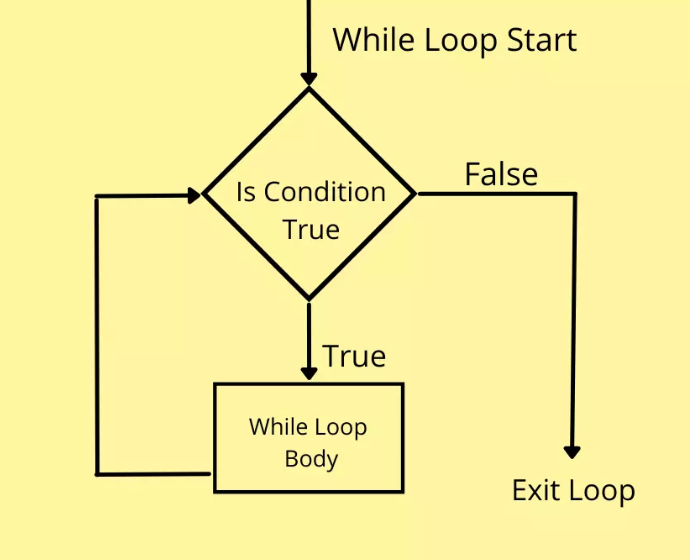 While Loop Start
Is Condition
True
False
True
While Loop
Body
Exit Loop